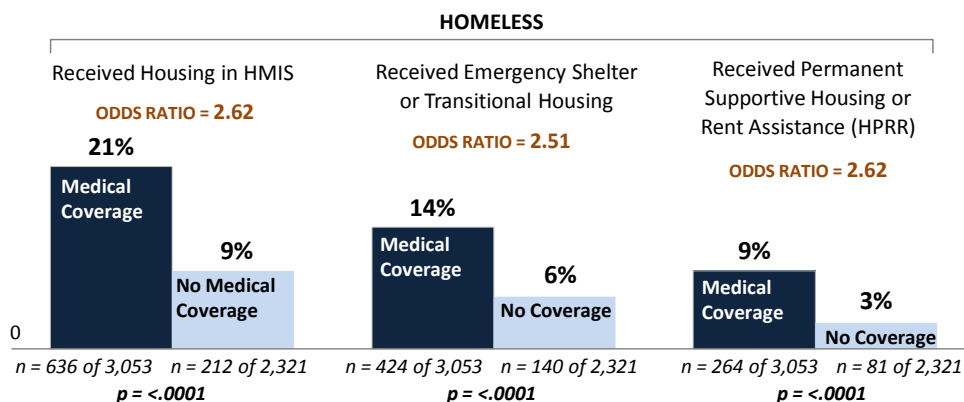 HOMELESS
Received Housing in HMIS
ODDS RATIO = 2.62
21%
Medical
Coverage
9%
No Medical
Coverage
0
n = 636 of 3,053
n = 212 of 2,321
p = <.0001
Received Emergency Shelter
or Transitional Housing
ODDS RATIO = 2.51
14%
Medical
Coverage
6%
No Coverage
n = 424 of 3,053
n = 140 of 2,321
p = <.0001
Received Permanent
Supportive Housing or
Rent Assistance (HPRR)
ODDS RATIO = 2.62
9%
Medical
Coverage
3%
No Coverage
n = 264 of 3,053
n = 81 of 2,321
p = <.0001